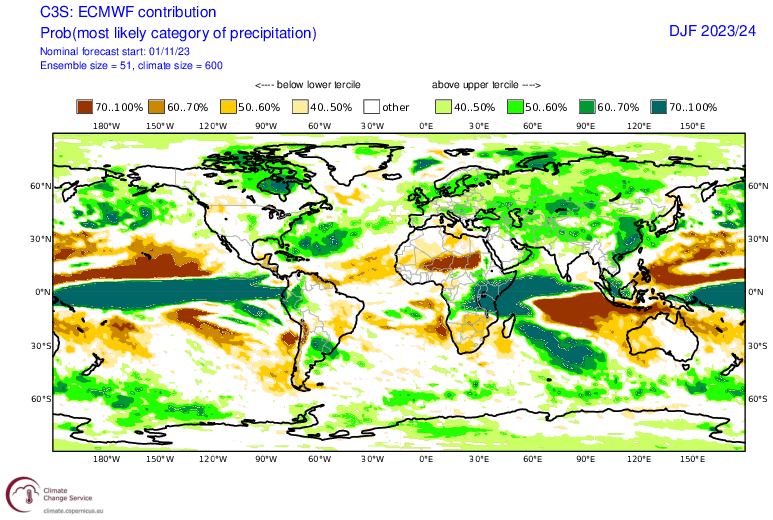 C3S: ECMWF contribution
Prob(most likely category of precipitation)
DJF 2023/24
Nominal forecast start: 01/11/23
Ensemble size = 51, climate size = 600
<---- below lower tercile
above upper tercile ---->
70..100% 60..70% 50..60% 40..50% other 40..50% 50..60% 60..70% 70..100%
180°W 150°W 120°W 90°W 60°W 30°W 0°E 30°E 60°E 90°E 120°E 150°E
60°N 60°N
30°N 30°N
0°N 0°N
30°S 30°S
60°S 60°S
180°W 150°W 120°W 90°W 60°W 30°W 0°E 30°E 60°E 90°E 120°E 150°E
Climate
Change Service
climate.copernicus.eu